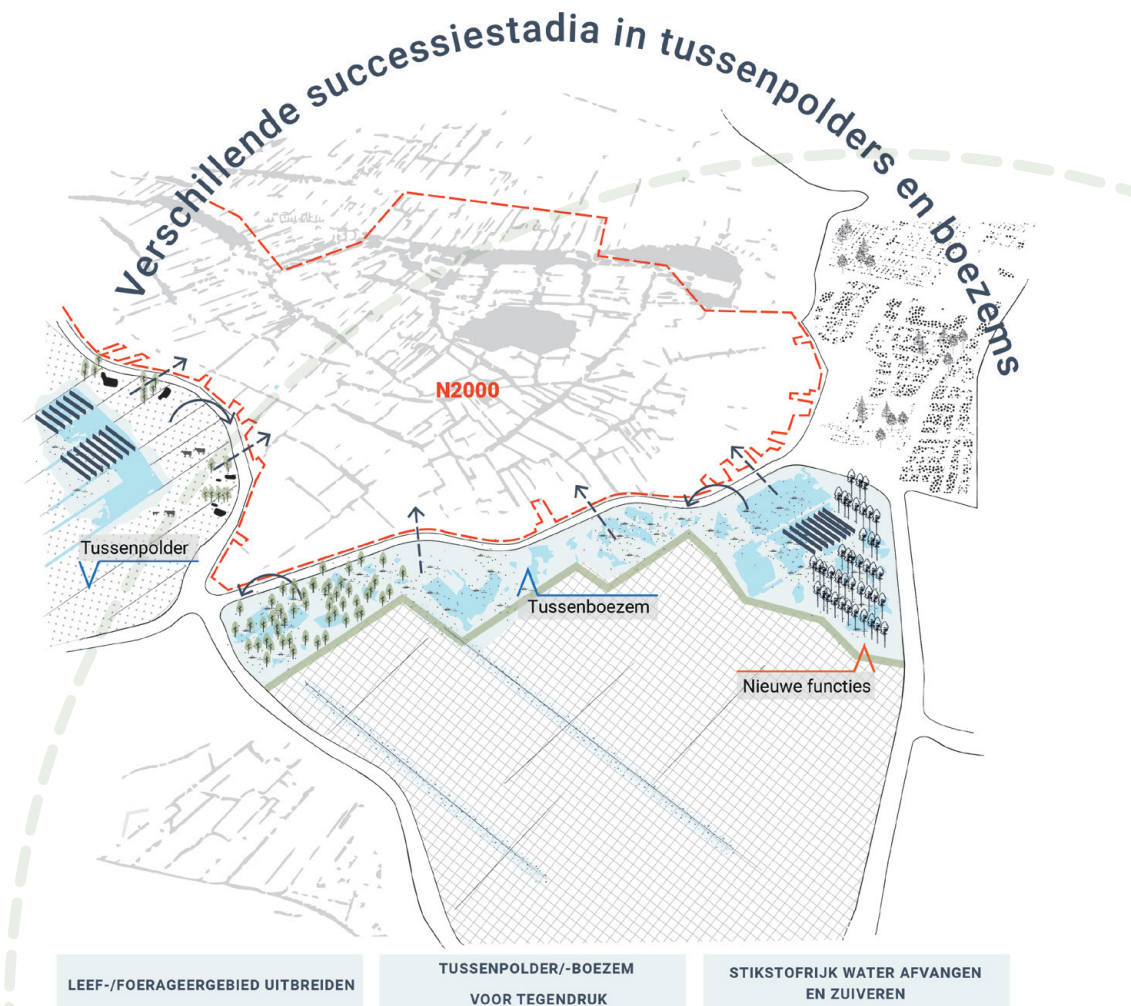 Verschillende successiestadia in tussenpolders en boezems
N2000
Tussenpolder
Tussenboezem
Nieuwe functies
LEEF-/FOERAGEERGEBIED UITBREIDEN
TUSSENPOLDER/-BOEZEM
VOOR TEGENDRUK
STIKSTOFRIJK WATER AFVANGEN
EN ZUIVEREN